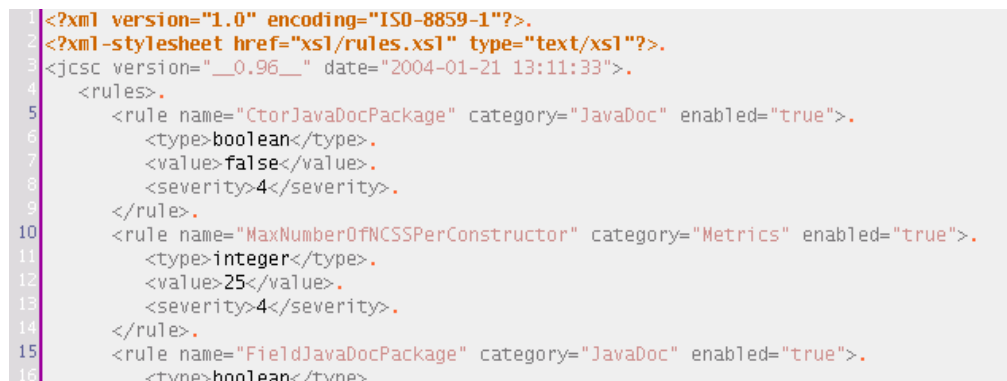 1 <?xml version="1.0" encoding="ISO-8859-1"?>.
2 <?xml-stylesheet href="xsl/rules.xsl" type="text/xsl"?>.
3 <jcsc version="__0.96__" date="2004-01-21 13:11:33">.
4 <rules>.
5 <rule name="CtorJavaDocPackage" category="JavaDoc" enabled="true">.
6 <type>boolean</type>.
7 <value>false</value>.
8 <severity>4</severity>.
9 </rule>.
10 <rule name="MaxNumberOfNCSSPerConstructor" category="Metrics" enabled="true">.
11 <type>integer</type>.
12 <value>25</value>.
13 <severity>4</severity>.
14 </rule>.
15 <rule name="FieldJavaDocPackage" category="JavaDoc" enabled="true">.
16 <type>boolean</type>